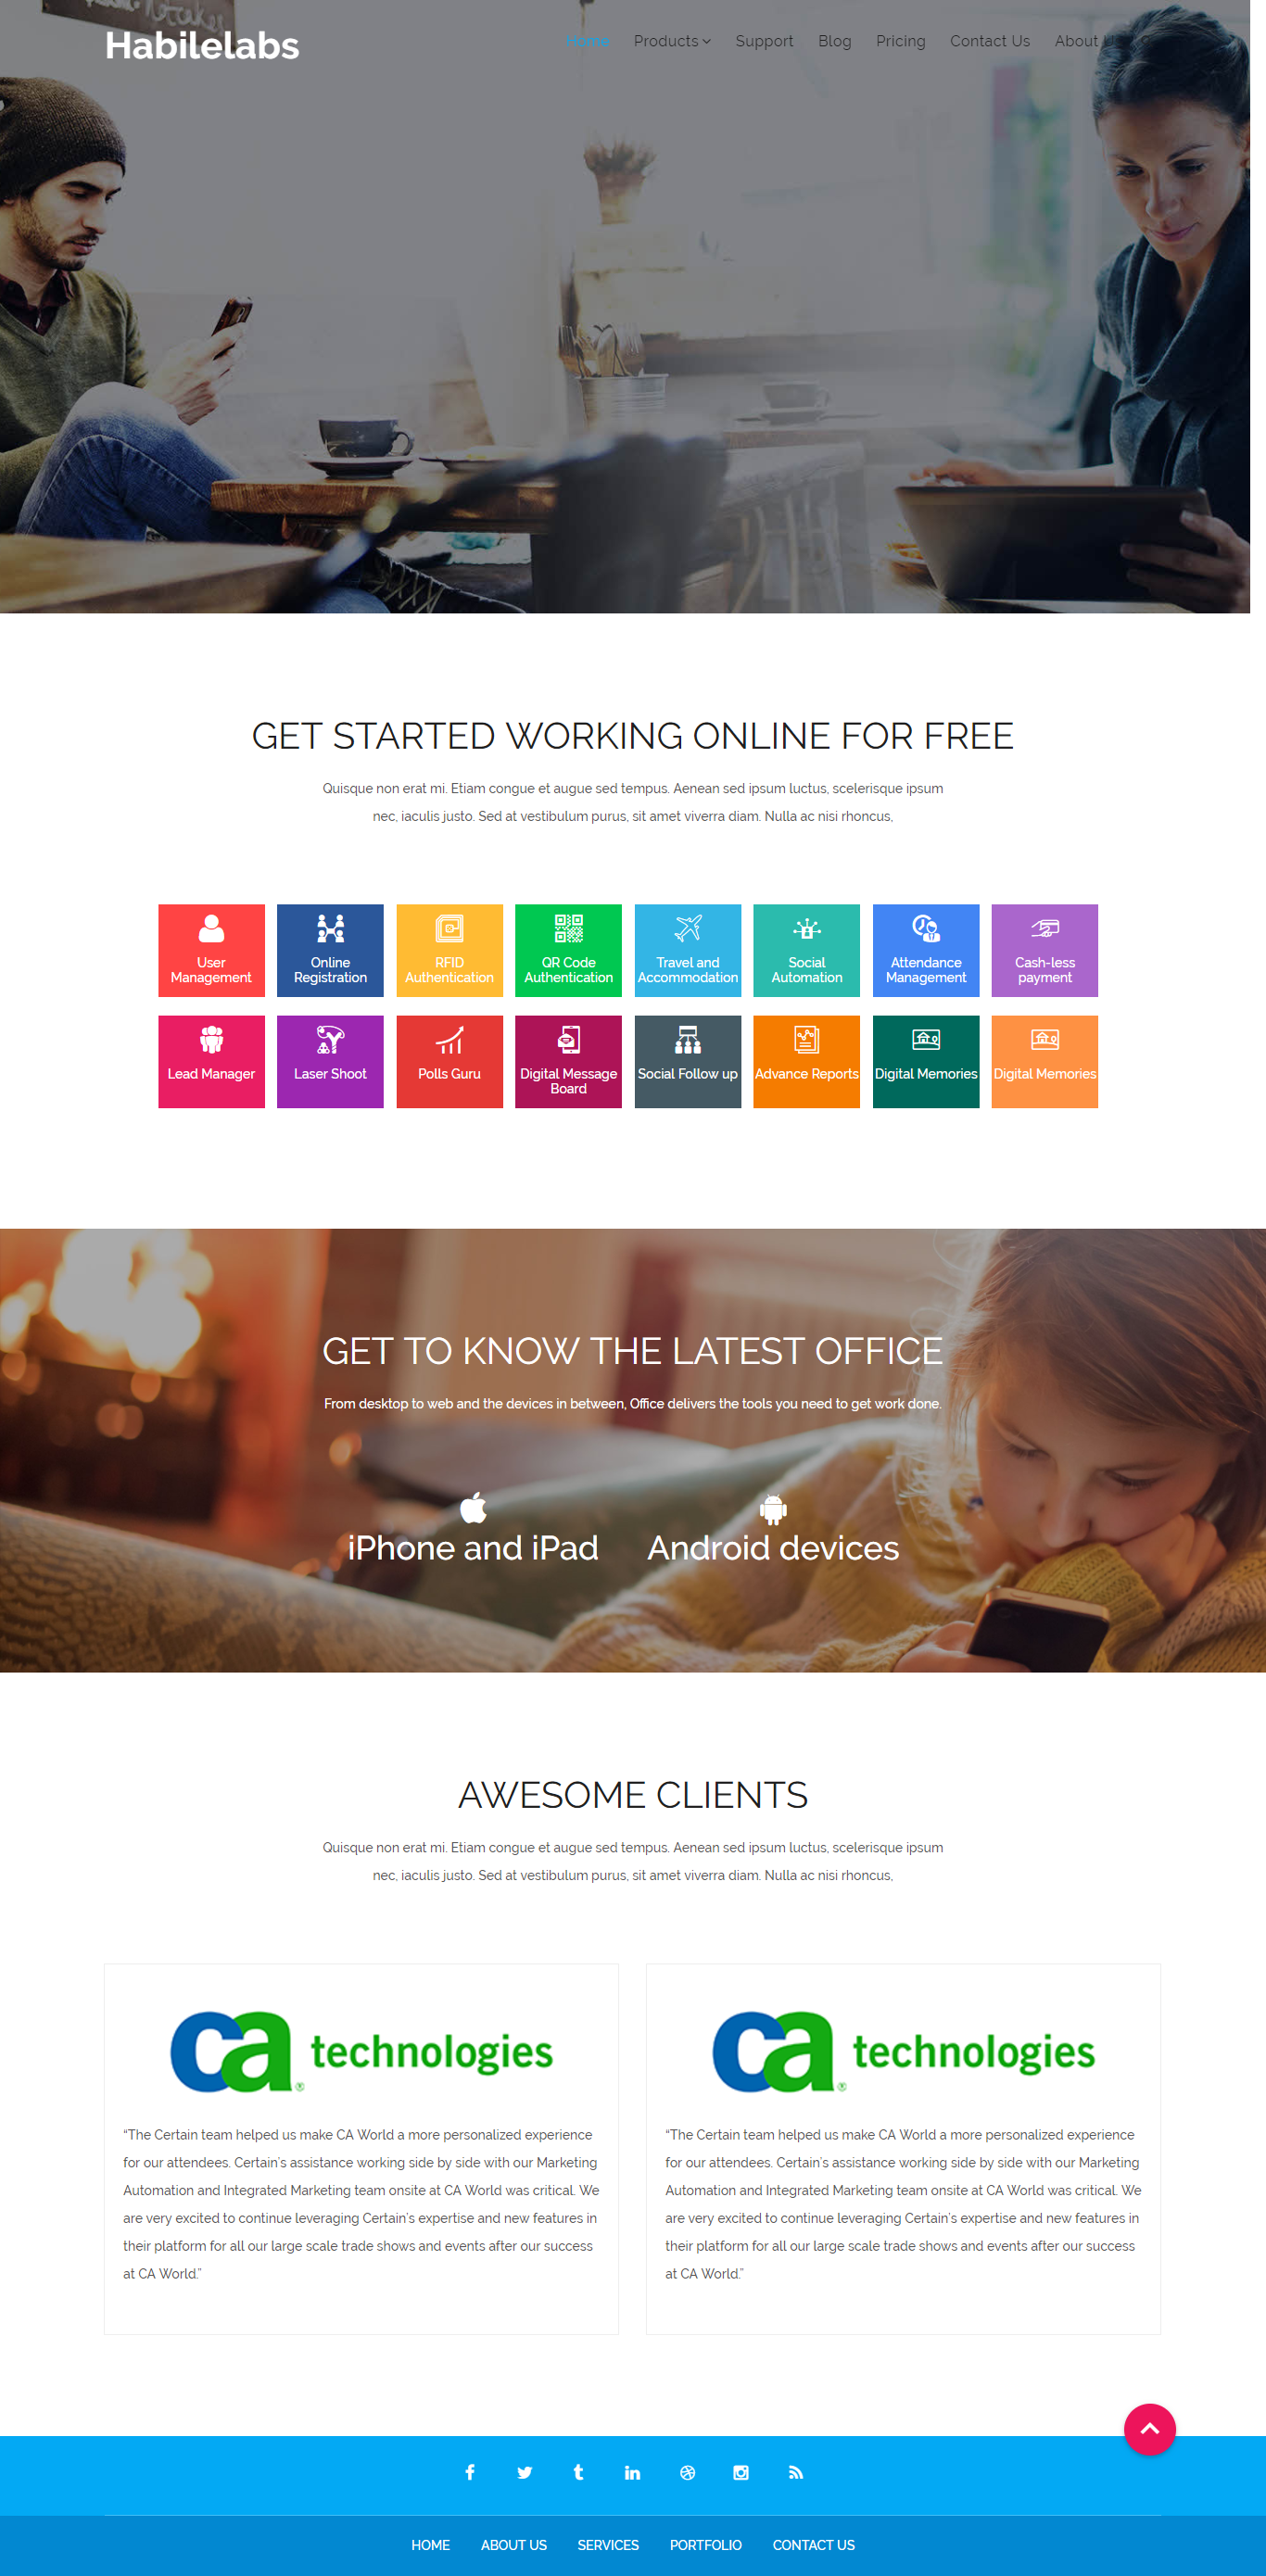 Habilelabs
Home Products Support Blog Pricing Contact Us About
GET STARTED WORKING ONLINE FOR FREE
Quisque non erat mi. Etiam congue et augue sed tempus. Aenean sed ipsum luctus, scelerisque ipsum
nec, iaculis justo. Sed at vestibulum purus, sit amet viverra diam. Nulla ac nisi rhoncus,
User Management
Online Registration
RFID Authentication
QR Code Authentication
Travel and Accommodation
Social Automation
Attendance Management
Cash-less payment
Lead Manager
Laser Shoot
Polls Guru
Digital Message Board
Social Follow up
Advance Reports
Digital Memories
Digital Memories
GET TO KNOW THE LATEST OFFICE
From desktop to web and the devices in between, Office delivers the tools you need to get work done.
iPhone and iPad
Android devices
AWESOME CLIENTS
Quisque non erat mi. Etiam congue et augue sed tempus. Aenean sed ipsum luctus, scelerisque ipsum
nec, iaculis justo. Sed at vestibulum purus, sit amet viverra diam. Nulla ac nisi rhoncus,
ca technologies
“The Certain team helped us make CA World a more personalized experience
for our attendees. Certain's assistance working side by side with our Marketing
Automation and Integrated Marketing team onsite at CA World was critical. We
are very excited to continue leveraging Certain's expertise and new features in
their platform for all our large scale trade shows and events after our success
at CA World.”
ca technologies
“The Certain team helped us make CA World a more personalized experience
for our attendees. Certain's assistance working side by side with our Marketing
Automation and Integrated Marketing team onsite at CA World was critical. We
are very excited to continue leveraging Certain's expertise and new features in
their platform for all our large scale trade shows and events after our success
at CA World.”
HOME ABOUT US SERVICES PORTFOLIO CONTACT US